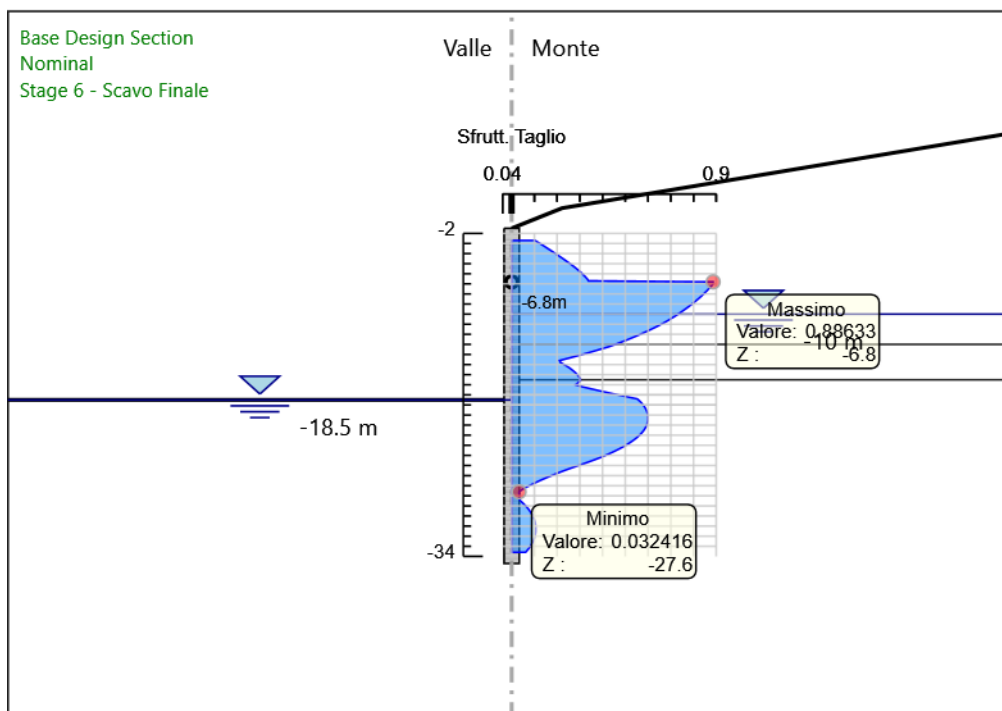 Base Design Section
Nominal
Stage 6 - Scavo Finale
Valle Monte
Sfrutt. Taglio
0.04 0.9
-2
-6.8m
Massimo
Valore: 0.88633
-10 m
Z : -6.8
-18.5 m
Minimo
Valore: 0.032416
Z : -27.6
-34